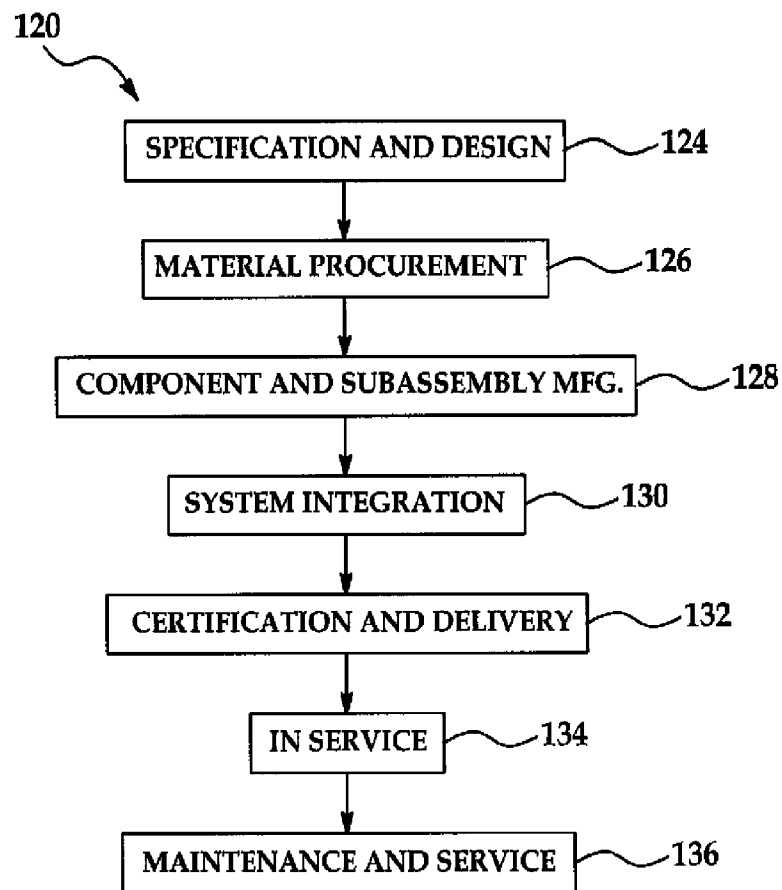 120
SPECIFICATION AND DESIGN 124
MATERIAL PROCUREMENT 126
COMPONENT AND SUBASSEMBLY MFG. 128
SYSTEM INTEGRATION 130
CERTIFICATION AND DELIVERY 132
IN SERVICE 134
MAINTENANCE AND SERVICE 136